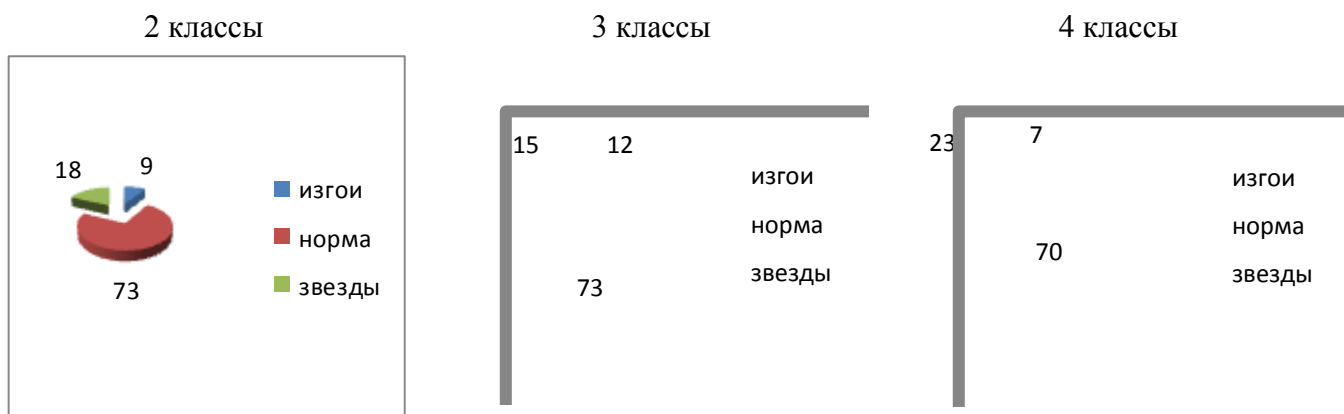 2 классы
18
9
изгои
норма
звезды
73
3 классы
15
12
изгои
норма
звезды
73
4 классы
23
7
изгои
норма
звезды
70